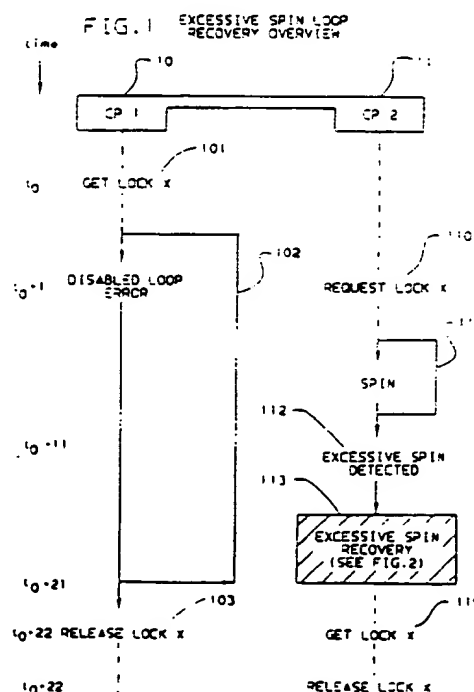 FIG.1 EXCESSIVE SPIN LOOP
RECOVERY OVERVIEW
time
10
CP 1
CP 2
101
t0
GET LOCK X
110
102
DISABLED LOOP
ERROR
t0+1
REQUEST LOCK X
SPIN
112
t0+11
EXCESSIVE SPIN
DETECTED
113
EXCESSIVE SPIN
RECOVERY
(SEE FIG.2)
t0+21
103
t0+22 RELEASE LOCK X
GET LOCK X
t0+22
RELEASE LOCK X